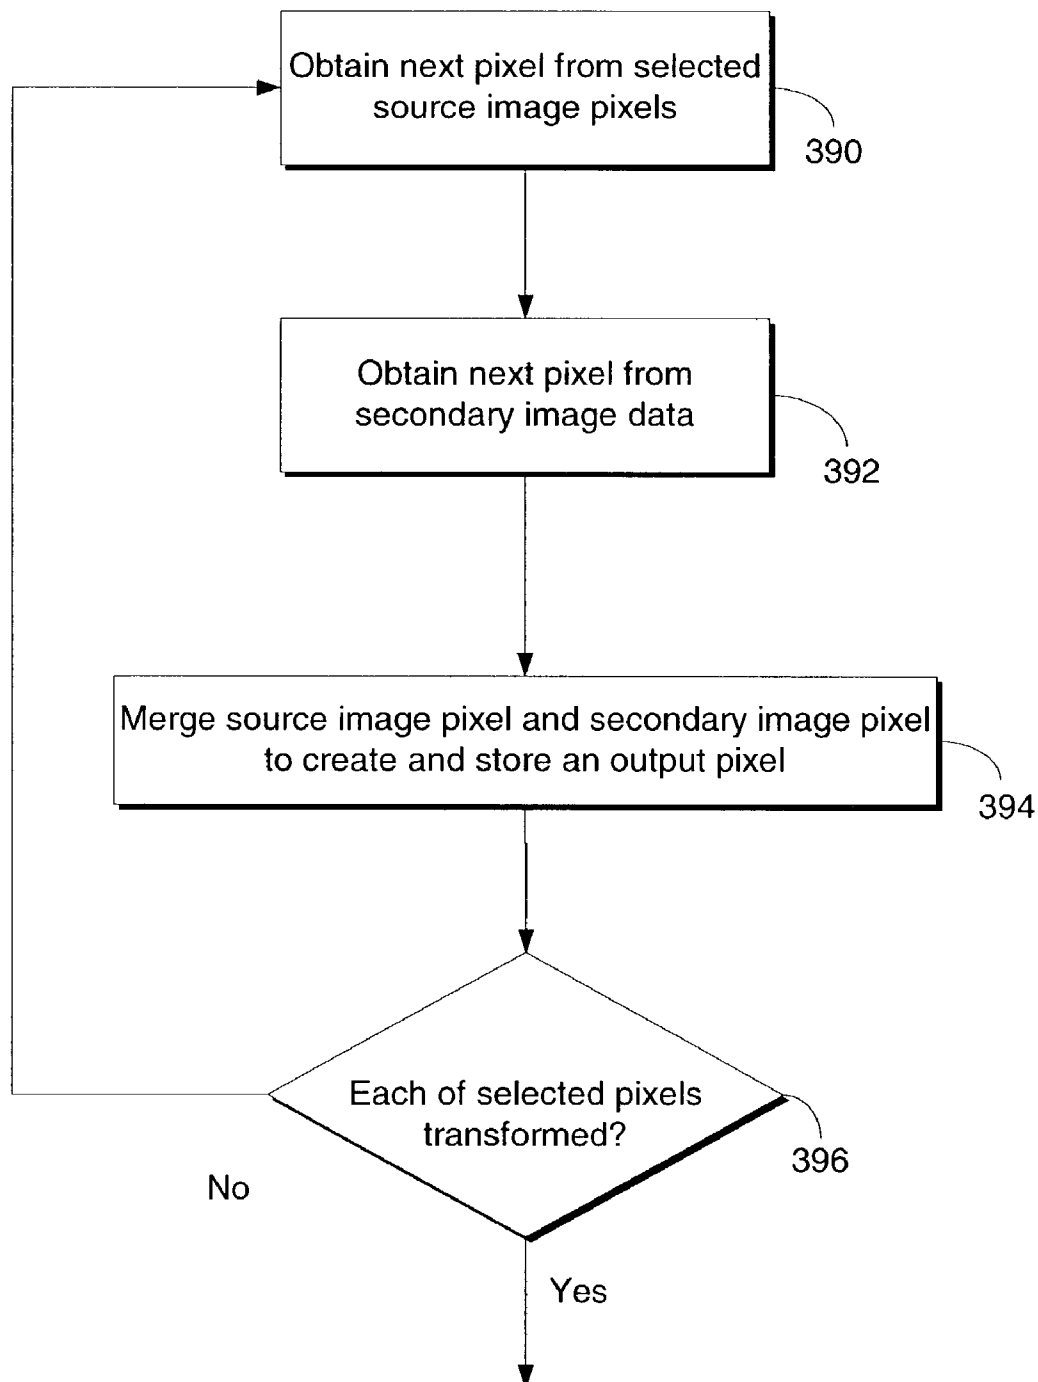 Obtain next pixel from selected
source image pixels
390
Obtain next pixel from
secondary image data
392
Merge source image pixel and secondary image pixel
to create and store an output pixel
394
Each of selected pixels
transformed?
396
No
Yes